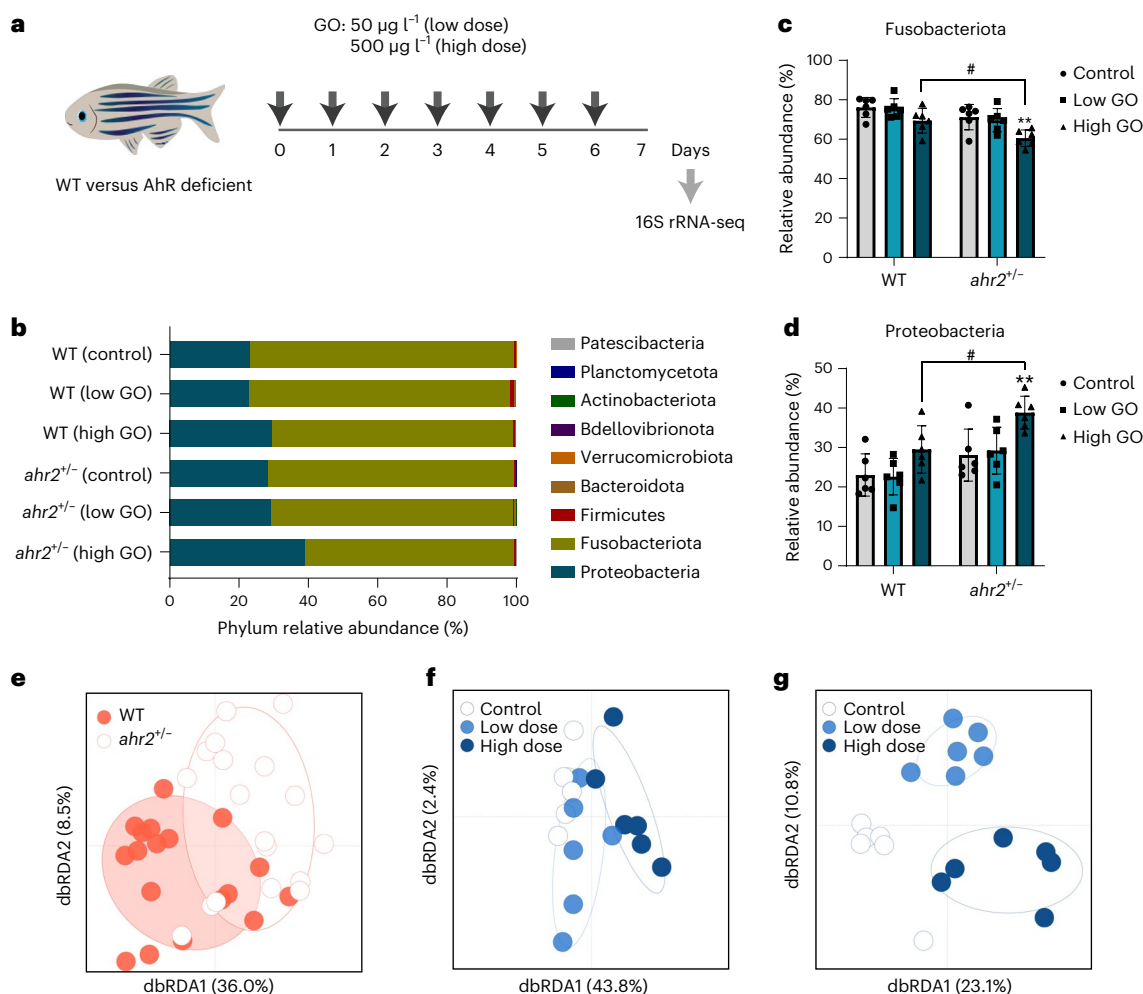 a
GO: 50 µg l⁻¹ (low dose)
500 µg l⁻¹ (high dose)
0 1 2 3 4 5 6 7 Days
WT versus AhR deficient
16S rRNA-seq
b
WT (control)
WT (low GO)
WT (high GO)
ahr2⁺/⁻ (control)
ahr2⁺/⁻ (low GO)
ahr2⁺/⁻ (high GO)
0 20 40 60 80 100
Phylum relative abundance (%)
Patescibacteria
Planctomycetota
Actinobacteriota
Bdellovibrionota
Verrucomicrobiota
Bacteroidota
Firmicutes
Fusobacteriota
Proteobacteria
c
Fusobacteriota
Relative abundance (%)
100
80
60
40
20
0
#
**
WT
ahr2⁺/⁻
Control
Low GO
High GO
d
Proteobacteria
Relative abundance (%)
50
40
30
20
10
0
#
**
WT
ahr2⁺/⁻
Control
Low GO
High GO
e
WT
ahr2⁺/⁻
dbRDA2 (8.5%)
dbRDA1 (36.0%)
f
Control
Low dose
High dose
dbRDA2 (2.4%)
dbRDA1 (43.8%)
g
Control
Low dose
High dose
dbRDA2 (10.8%)
dbRDA1 (23.1%)